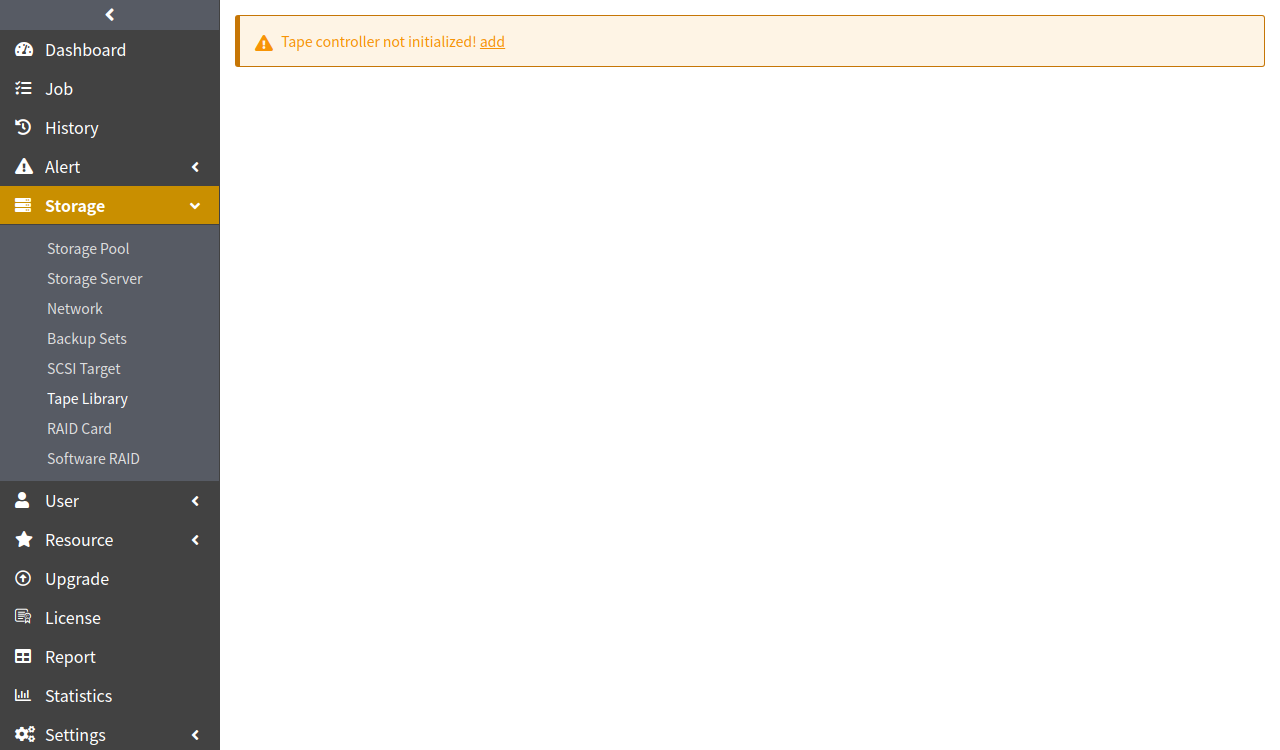 Tape controller not initialized! add
Dashboard
Job
History
Alert
Storage
Storage Pool
Storage Server
Network
Backup Sets
SCSI Target
Tape Library
RAID Card
Software RAID
User
Resource
Upgrade
License
Report
Statistics
Settings